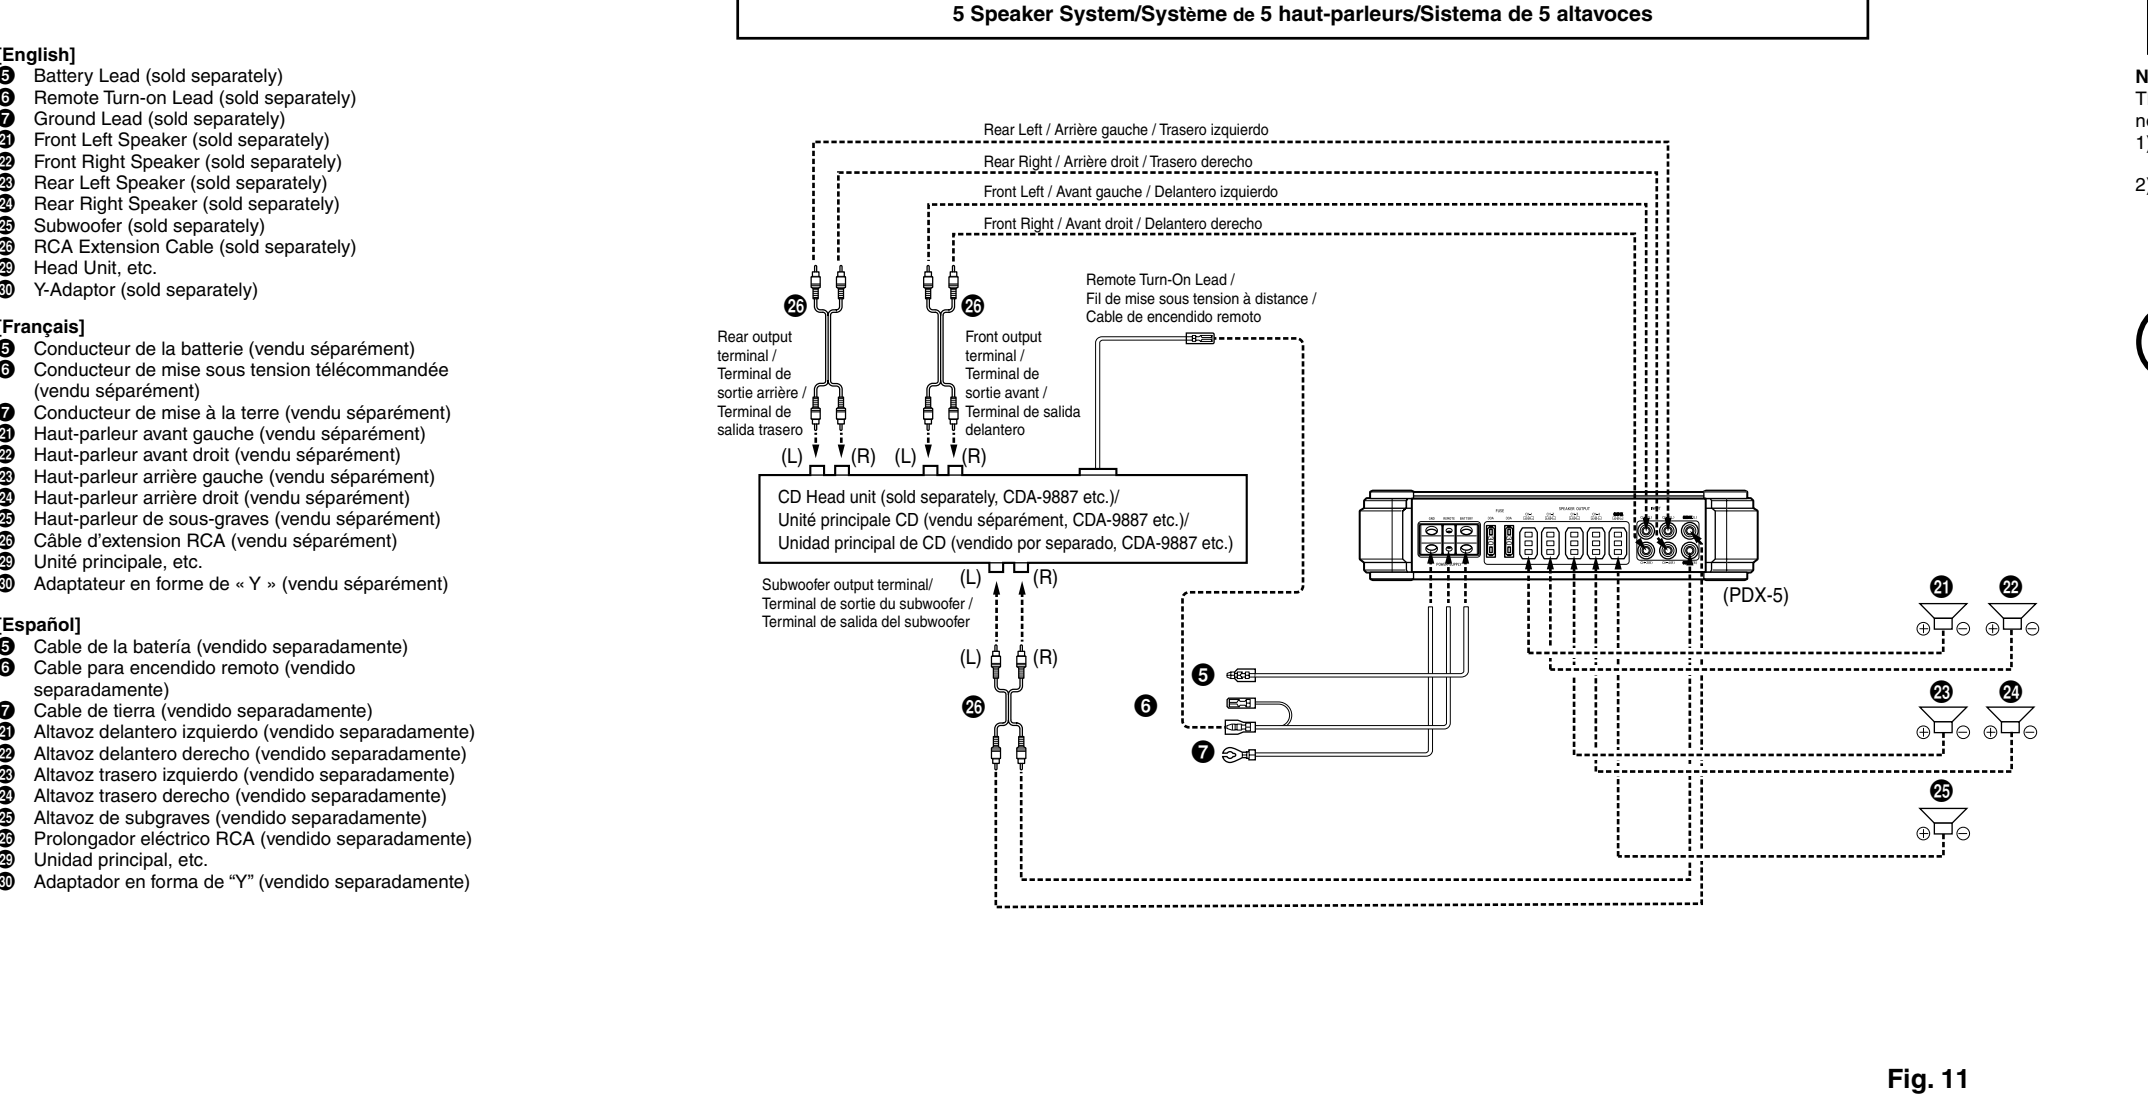 5 Speaker System/Système de 5 haut-parleurs/Sistema de 5 altavoces
[English]
5 Battery Lead (sold separately)
6 Remote Turn-on Lead (sold separately)
7 Ground Lead (sold separately)
21 Front Left Speaker (sold separately)
22 Front Right Speaker (sold separately)
23 Rear Left Speaker (sold separately)
24 Rear Right Speaker (sold separately)
25 Subwoofer (sold separately)
26 RCA Extension Cable (sold separately)
29 Head Unit, etc.
30 Y-Adaptor (sold separately)
[Français]
5 Conducteur de la batterie (vendu séparément)
6 Conducteur de mise sous tension télécommandée
(vendu séparément)
7 Conducteur de mise à la terre (vendu séparément)
21 Haut-parleur avant gauche (vendu séparément)
22 Haut-parleur avant droit (vendu séparément)
23 Haut-parleur arrière gauche (vendu séparément)
24 Haut-parleur arrière droit (vendu séparément)
25 Haut-parleur de sous-graves (vendu séparément)
26 Câble d'extension RCA (vendu séparément)
29 Unité principale, etc.
30 Adaptateur en forme de « Y » (vendu séparément)
[Español]
5 Cable de la batería (vendido separadamente)
6 Cable para encendido remoto (vendido
separadamente)
7 Cable de tierra (vendido separadamente)
21 Altavoz delantero izquierdo (vendido separadamente)
22 Altavoz delantero derecho (vendido separadamente)
23 Altavoz trasero izquierdo (vendido separadamente)
24 Altavoz trasero derecho (vendido separadamente)
25 Altavoz de subgraves (vendido separadamente)
26 Prolongador eléctrico RCA (vendido separadamente)
29 Unidad principal, etc.
30 Adaptador en forma de “Y” (vendido separadamente)
Rear Left / Arrière gauche / Trasero izquierdo
Rear Right / Arrière droit / Trasero derecho
Front Left / Avant gauche / Delantero izquierdo
Front Right / Avant droit / Delantero derecho
Remote Turn-On Lead /
Fil de mise sous tension à distance /
Cable de encendido remoto
26
26
Rear output
terminal /
Terminal de
sortie arrière /
Terminal de
salida trasero
Front output
terminal /
Terminal de
sortie avant /
Terminal de salida
delantero
(L) (R) (L) (R)
CD Head unit (sold separately, CDA-9887 etc.)/
Unité principale CD (vendu séparément, CDA-9887 etc.)/
Unidad principal de CD (vendido por separado, CDA-9887 etc.)
(L) (R)
Subwoofer output terminal/
Terminal de sortie du subwoofer /
Terminal de salida del subwoofer
(L) (R)
26
5
6
7
FUSE
SPEAKER OUTPUT
GND REMOTE BATTERY
POWER SUPPLY
(PDX-5)
21 22
23 24
25
Fig. 11